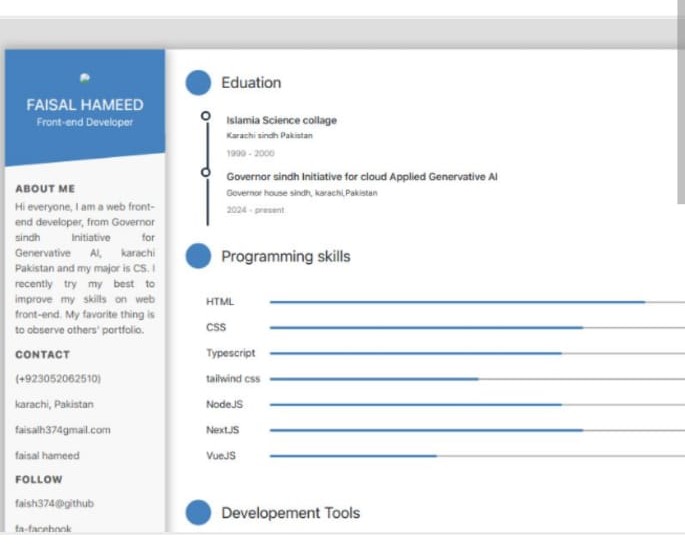 FAISAL HAMEED
Front-end Developer
ABOUT ME
Hi everyone, I am a web front-
end developer, from Governor
sindh Initiative for
Genervative AI, karachi
Pakistan and my major is CS. I
recently try my best to
improve my skills on web
front-end. My favorite thing is
to observe others' portfolio.
CONTACT
(+923052062510)
karachi, Pakistan
faisalh374gmail.com
faisal hameed
FOLLOW
faish374@github
fa-facebook
Eduation
Islamia Science collage
Karachi sindh Pakistan
1999 - 2000
Governor sindh Initiative for cloud Applied Genervative AI
Governor house sindh, karachi,Pakistan
2024 - present
Programming skills
HTML
CSS
Typescript
tailwind css
NodeJS
NextJS
VueJS
Developement Tools